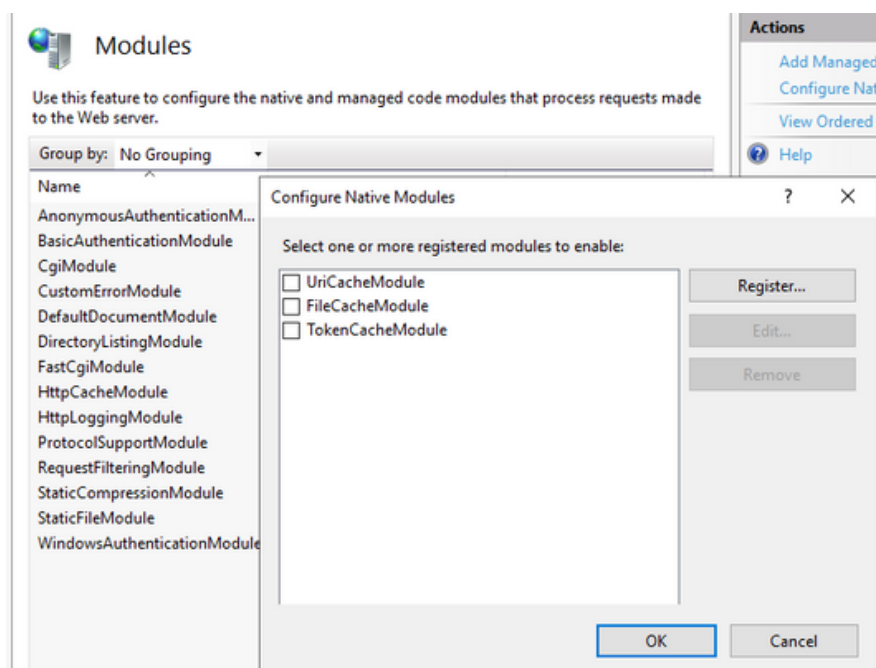 Modules
Use this feature to configure the native and managed code modules that process requests made
to the Web server.
Group by: No Grouping
Name
AnonymousAuthenticationM...
BasicAuthenticationModule
CgiModule
CustomErrorModule
DefaultDocumentModule
DirectoryListingModule
FastCgiModule
HttpCacheModule
HttpLoggingModule
ProtocolSupportModule
RequestFilteringModule
StaticCompressionModule
StaticFileModule
WindowsAuthenticationModule
Actions
Add Managed
Configure Nat
View Ordered
Help
Configure Native Modules
Select one or more registered modules to enable:
UriCacheModule
FileCacheModule
TokenCacheModule
Register...
Edit...
Remove
OK
Cancel